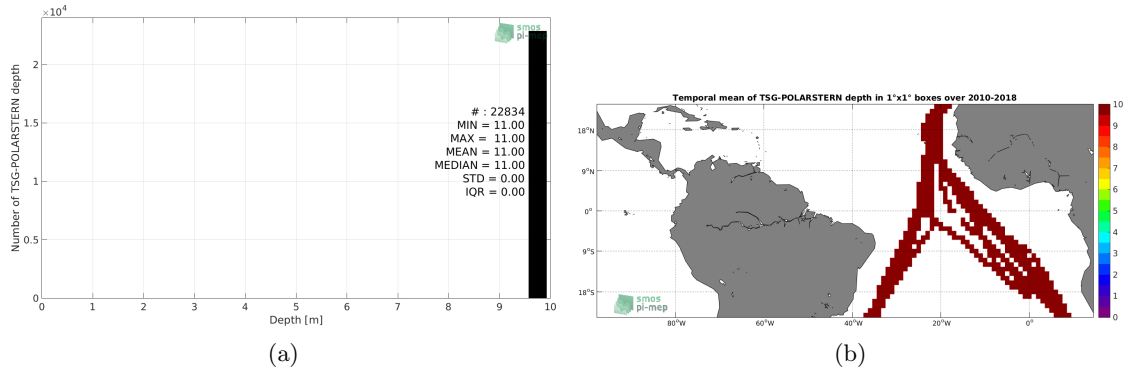 ×10⁴
2
1.5
1
0.5
0
Number of TSG-POLARSTERN depth
smos
pi-mep
# : 22834
MIN = 11.00
MAX = 11.00
MEAN = 11.00
MEDIAN = 11.00
STD = 0.00
IQR = 0.00
0 1 2 3 4 5 6 7 8 9 10
Depth [m]
(a)
Temporal mean of TSG-POLARSTERN depth in 1°x1° boxes over 2010-2018
18°N
9°N
0°
9°S
18°S
smos
pi-mep
80°W 60°W 40°W 20°W 0°
10
9
8
7
6
5
4
3
2
1
0
(b)